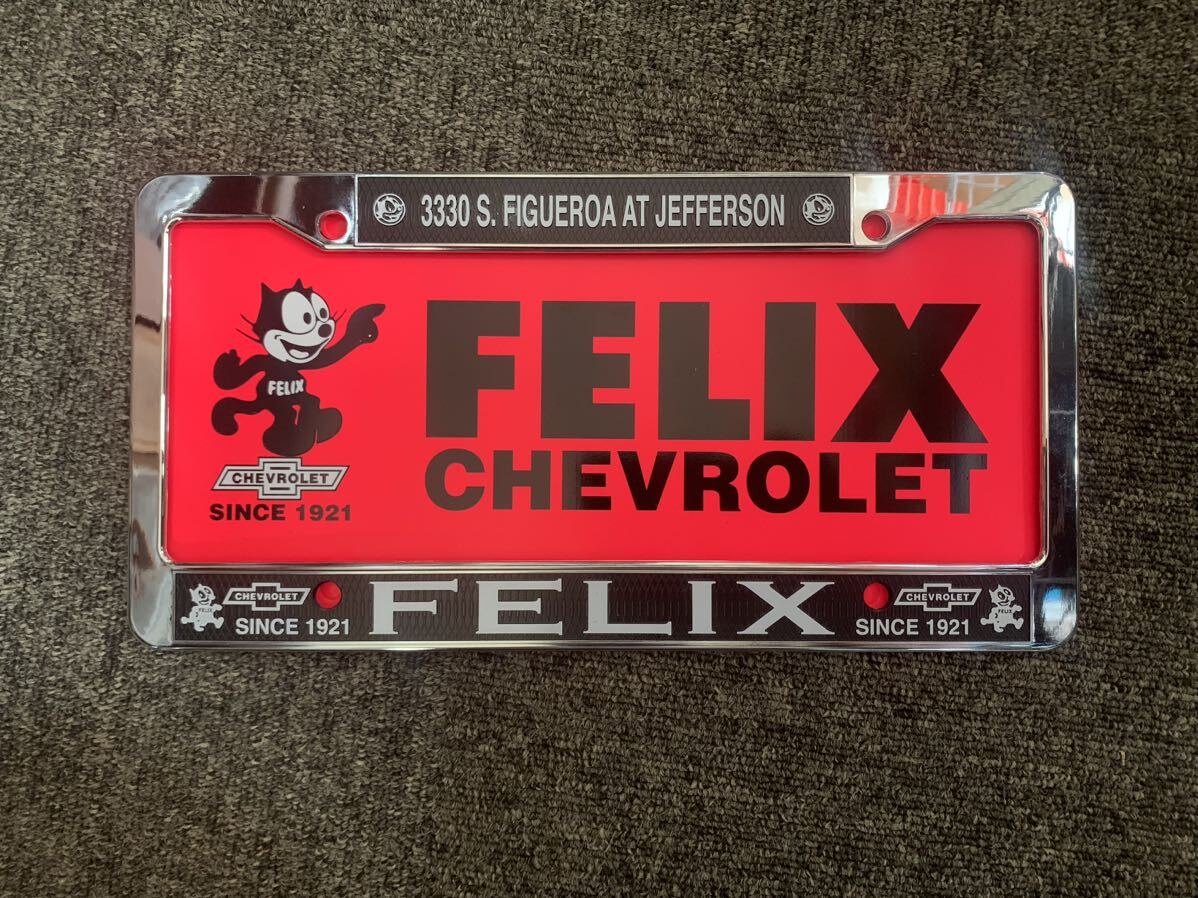 3330 S. FIGUEROA AT JEFFERSON
FELIX
CHEVROLET
FELIX
CHEVROLET
SINCE 1921
FELIX
CHEVROLET
SINCE 1921
FELIX
CHEVROLET
SINCE 1921
FELIX